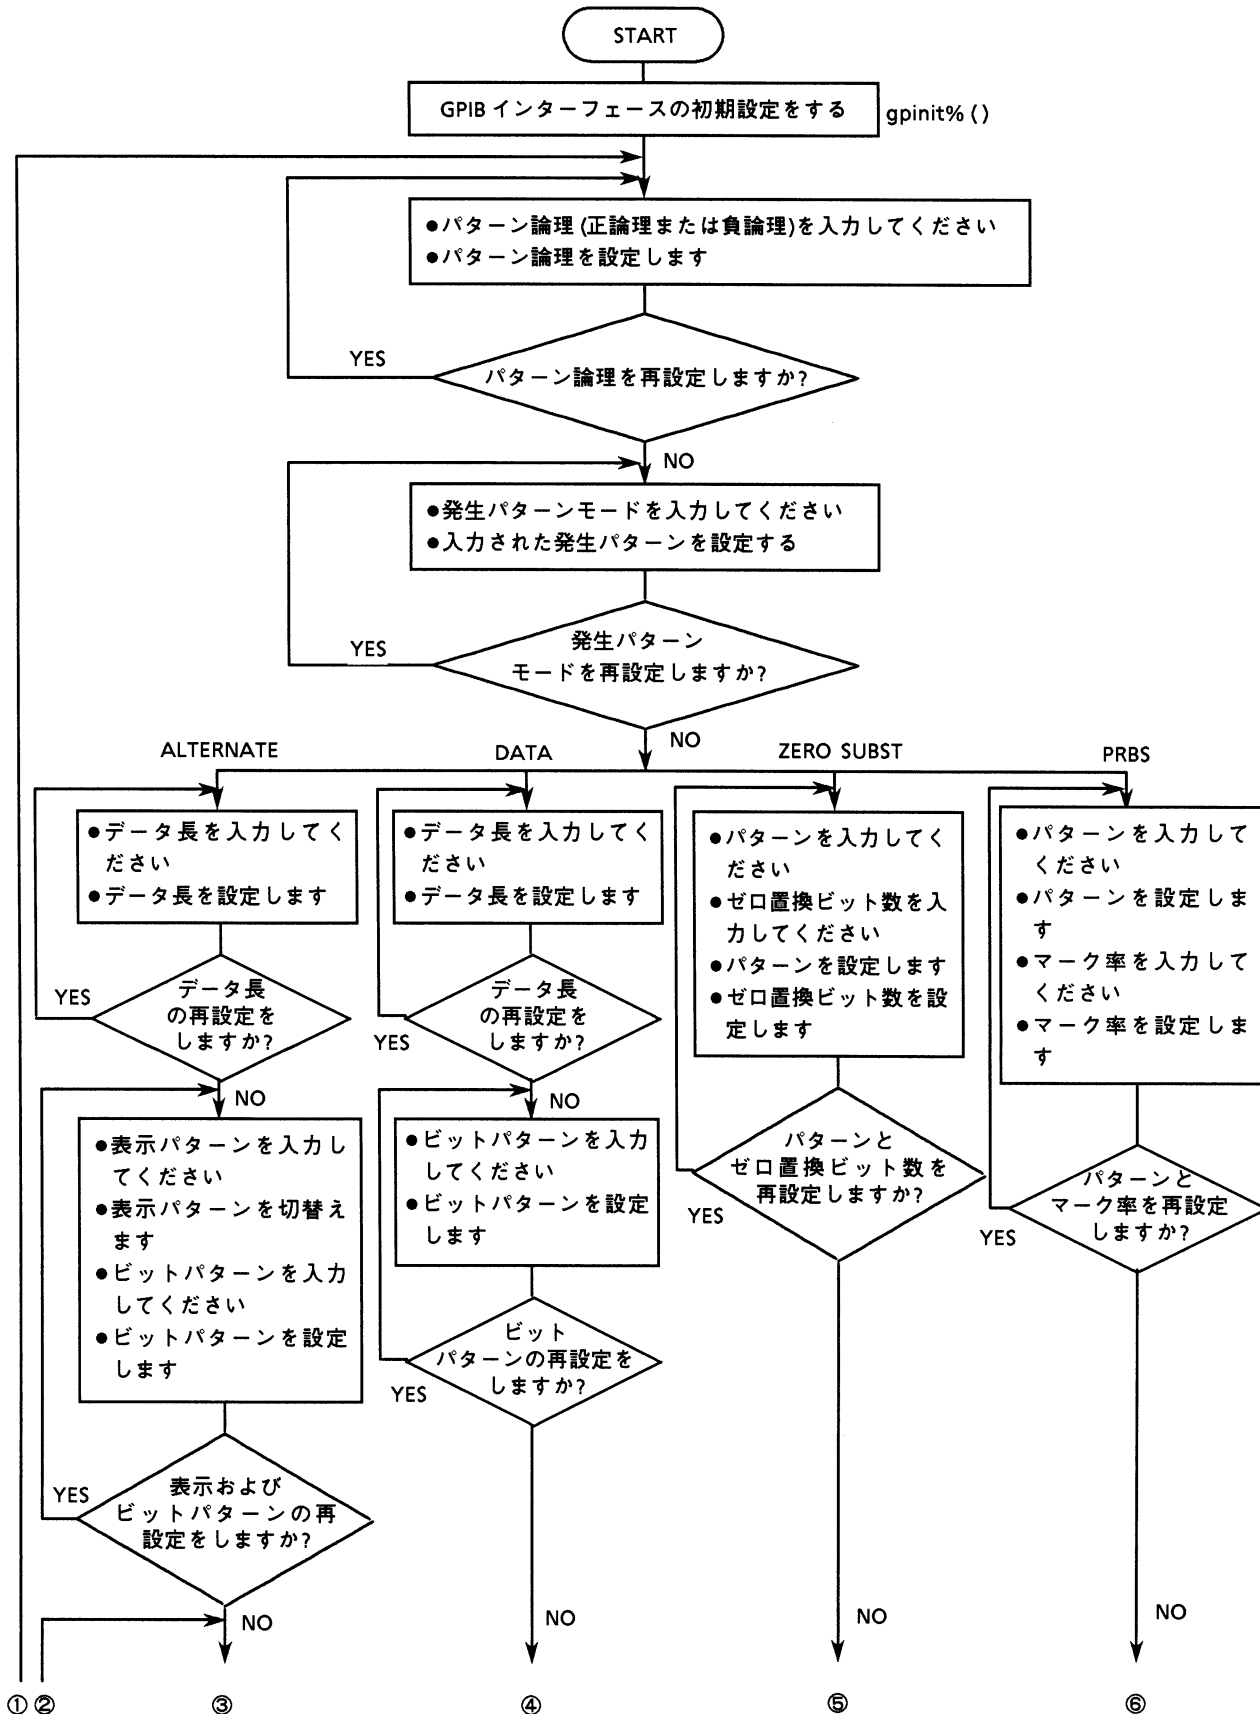 START
GPIB インターフェースの初期設定をする
gpinit% ( )
●パターン論理 (正論理または負論理)を入力してください
●パターン論理を設定します
YES
パターン論理を再設定しますか?
NO
●発生パターンモードを入力してください
●入力された発生パターンを設定する
YES
発生パターン
モードを再設定しますか?
NO
ALTERNATE
DATA
ZERO SUBST
PRBS
●データ長を入力してく
ださい
●データ長を設定します
YES
データ長
の再設定を
しますか?
NO
●表示パターンを入力し
てください
●表示パターンを切替え
ます
●ビットパターンを入力
してください
●ビットパターンを設定
します
YES
表示および
ビットパターンの再
設定をしますか?
NO
●データ長を入力してく
ださい
●データ長を設定します
YES
データ長
の再設定を
しますか?
NO
●ビットパターンを入力
してください
●ビットパターンを設定
します
YES
ビット
パターンの再設定を
しますか?
NO
●パターンを入力してく
ださい
●ゼロ置換ビット数を入
力してください
●パターンを設定します
●ゼロ置換ビット数を設
定します
YES
パターンと
ゼロ置換ビット数を
再設定しますか?
NO
●パターンを入力して
ください
●パターンを設定しま
す
●マーク率を入力して
ください
●マーク率を設定しま
す
YES
パターンと
マーク率を再設定
しますか?
NO
① ② ③ ④ ⑤ ⑥